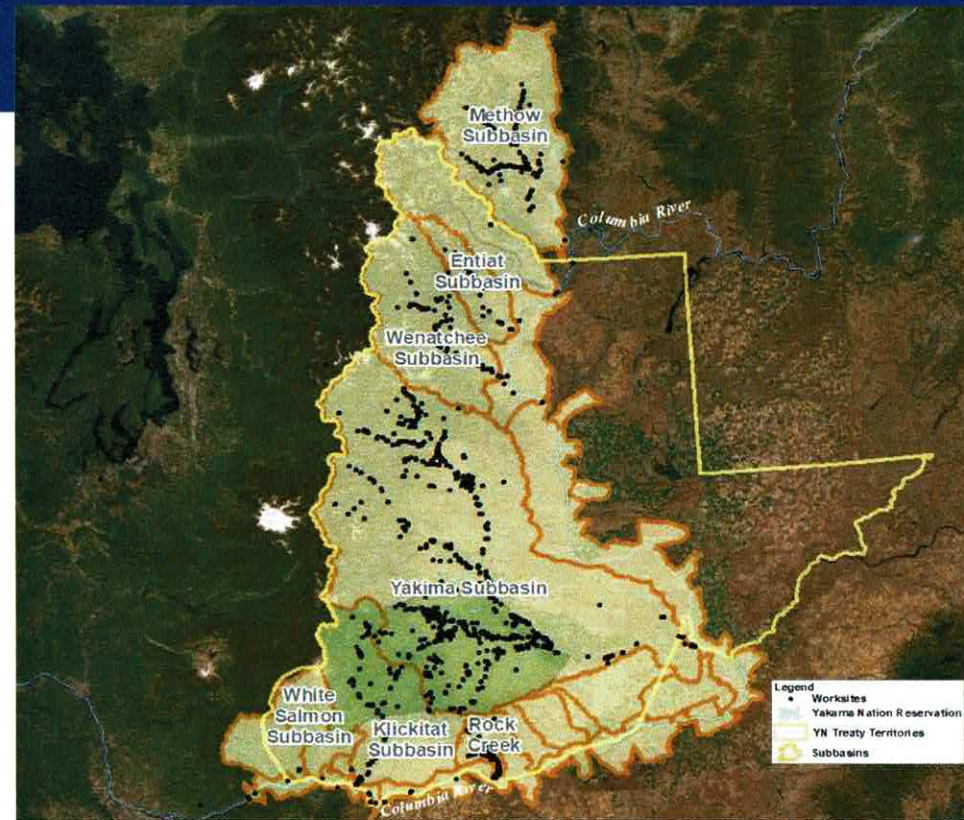 Methow
Subbasin
Columbia River
Entiat
Subbasin
Wenatchee
Subbasin
Yakima Subbasin
White
Salmon
Subbasin
Klickitat
Subbasin
Rock
Creek
Columbia River
Legend
Worksites
Yakama Nation Reservation
YN Treaty Territories
Subbasins